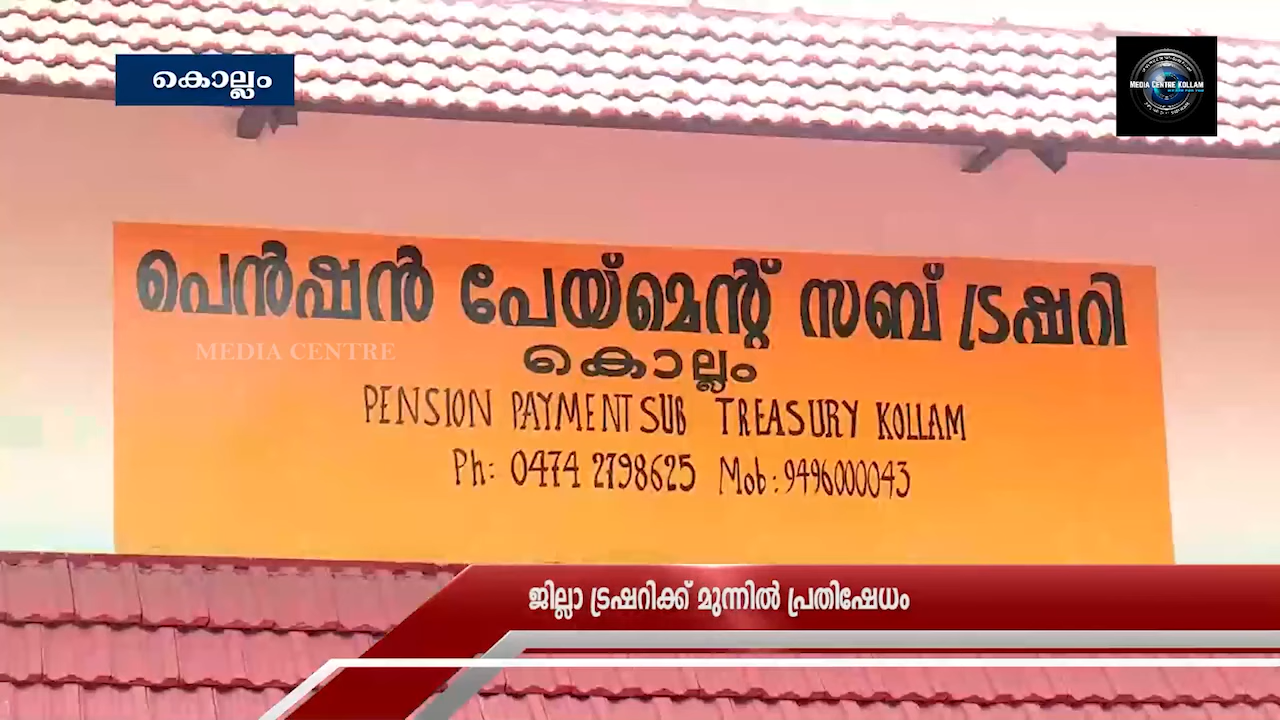 കൊല്ലം
MEDIA CENTRE KOLLAM
പെൻഷൻ പേയ്മെന്റ് സബ് ട്രഷറി
MEDIA CENTRE
കൊല്ലം
PENSION PAYMENT SUB TREASURY KOLLAM
Ph: 0474 2798625 Mob: 9496000043
ജില്ലാ ട്രഷറിക്ക് മുന്നിൽ പ്രതിഷേധം